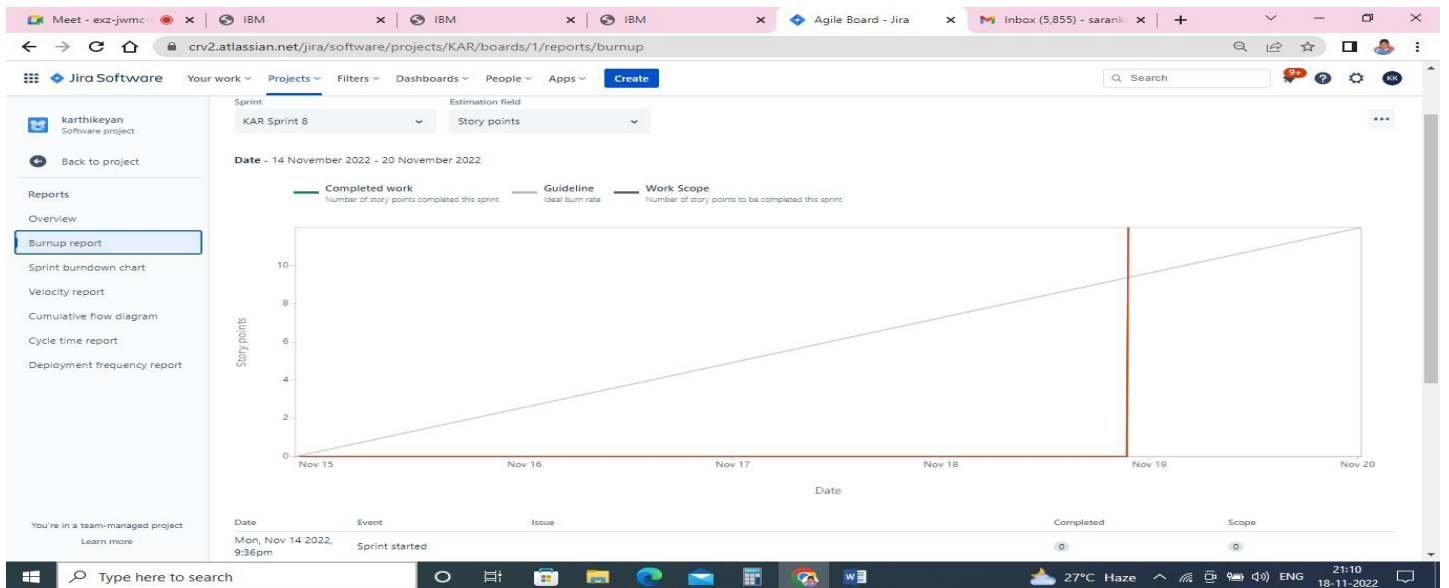 Meet - exz-jwmc-
IBM
IBM
IBM
Agile Board - Jira
Inbox (5,855) - sarank
crv2.atlassian.net/jira/software/projects/KAR/boards/1/reports/burnup
Jira Software Your work Projects Filters Dashboards People Apps Create Search 9+ KK
karthikeyan
Software project
Back to project
Reports
Overview
Burnup report
Sprint burndown chart
Velocity report
Cumulative flow diagram
Cycle time report
Deployment frequency report
You're in a team-managed project
Learn more
Sprint Estimation field
KAR Sprint 8 Story points
Date - 14 November 2022 - 20 November 2022
Completed work
Number of story points completed this sprint
Guideline
Ideal burn rate
Work Scope
Number of story points to be completed this sprint
10
8
6
4
2
0
Story points
Nov 15 Nov 16 Nov 17 Nov 18 Nov 19 Nov 20
Date
Date Event Issue Completed Scope
Mon, Nov 14 2022,
9:36pm
Sprint started 0 0
Type here to search 27°C Haze ENG
21:10
18-11-2022